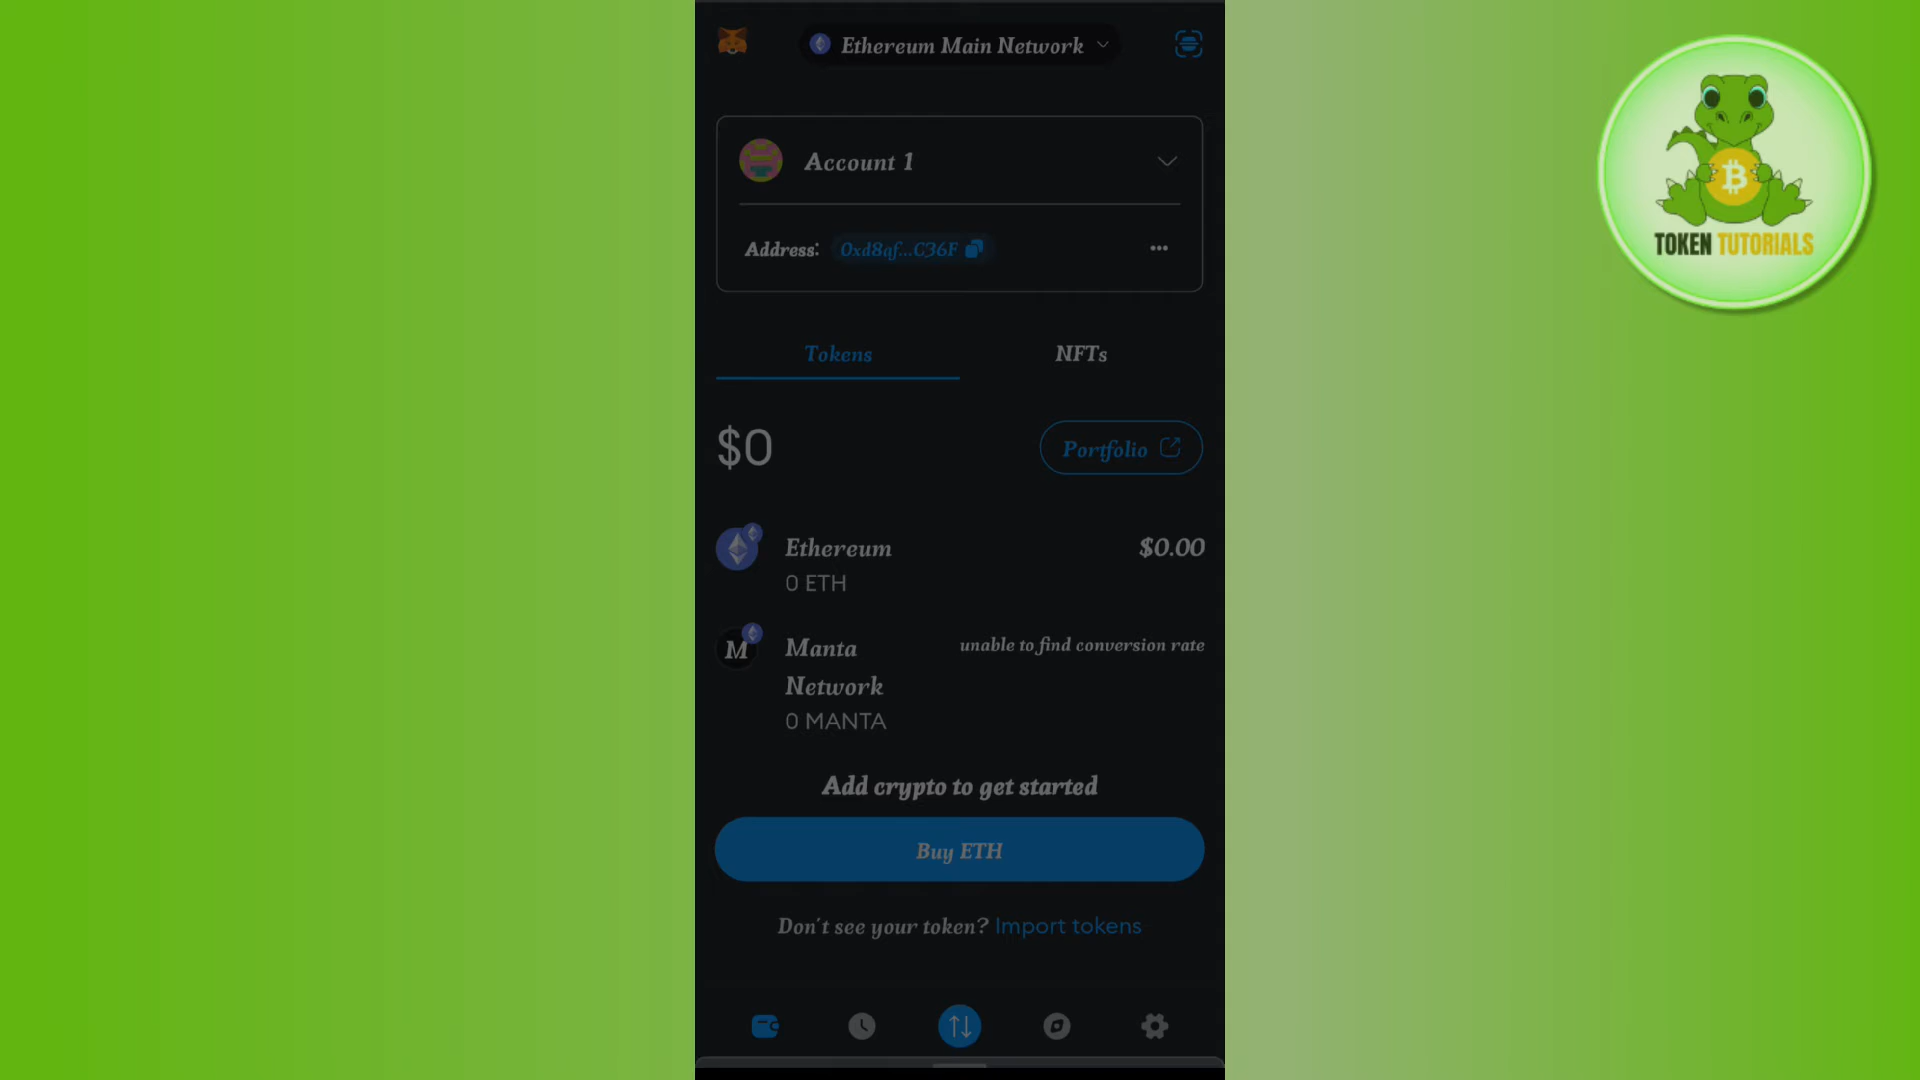 Ethereum Main Network
Account 1
Address: 0xd8af...C36F
Tokens NFTs
$0
Portfolio
Ethereum $0.00
0 ETH
M
Manta unable to find conversion rate
Network
0 MANTA
Add crypto to get started
Buy ETH
Don't see your token? Import tokens
TOKEN TUTORIALS